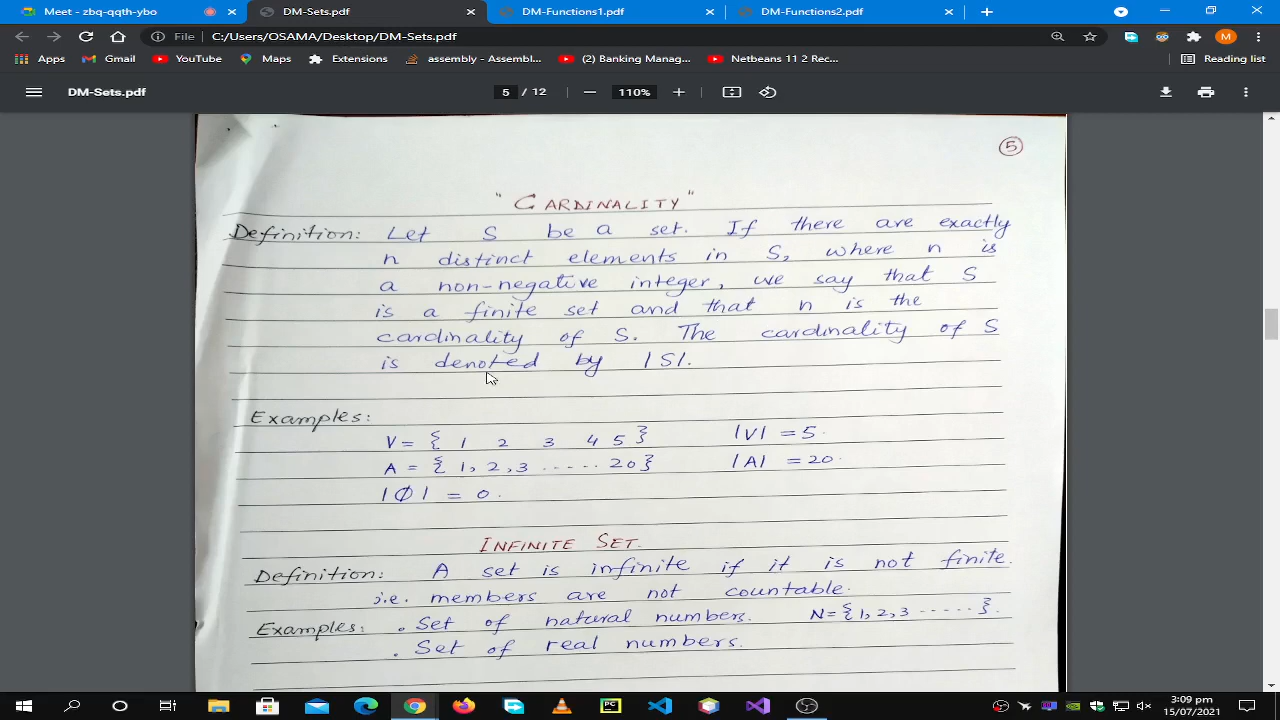 Meet - zbq-qqth-ybo
DM-Sets.pdf
DM-Functions1.pdf
DM-Functions2.pdf
File C:/Users/OSAMA/Desktop/DM-Sets.pdf
Apps Gmail YouTube Maps Extensions assembly - Assembl... (2) Banking Manag... Netbeans 11 2 Rec... Reading list
DM-Sets.pdf 5 / 12 110%
5
"CARDINALITY"
Definition: Let S be a set. If there are exactly
n distinct elements in S, where n is
a non-negative integer, we say that S
is a finite set and that n is the
cardinality of S. The cardinality of S
is denoted by |S|.
Examples:
V = { 1 2 3 4 5 } |V| = 5.
A = { 1, 2, 3 ..... 20 } |A| = 20.
|Φ| = 0.
INFINITE SET.
Definition: A set is infinite if it is not finite.
i.e. members are not countable.
Examples: . Set of natural numbers. N = { 1, 2, 3 ...... }.
. Set of real numbers.
3:09 pm
15/07/2021